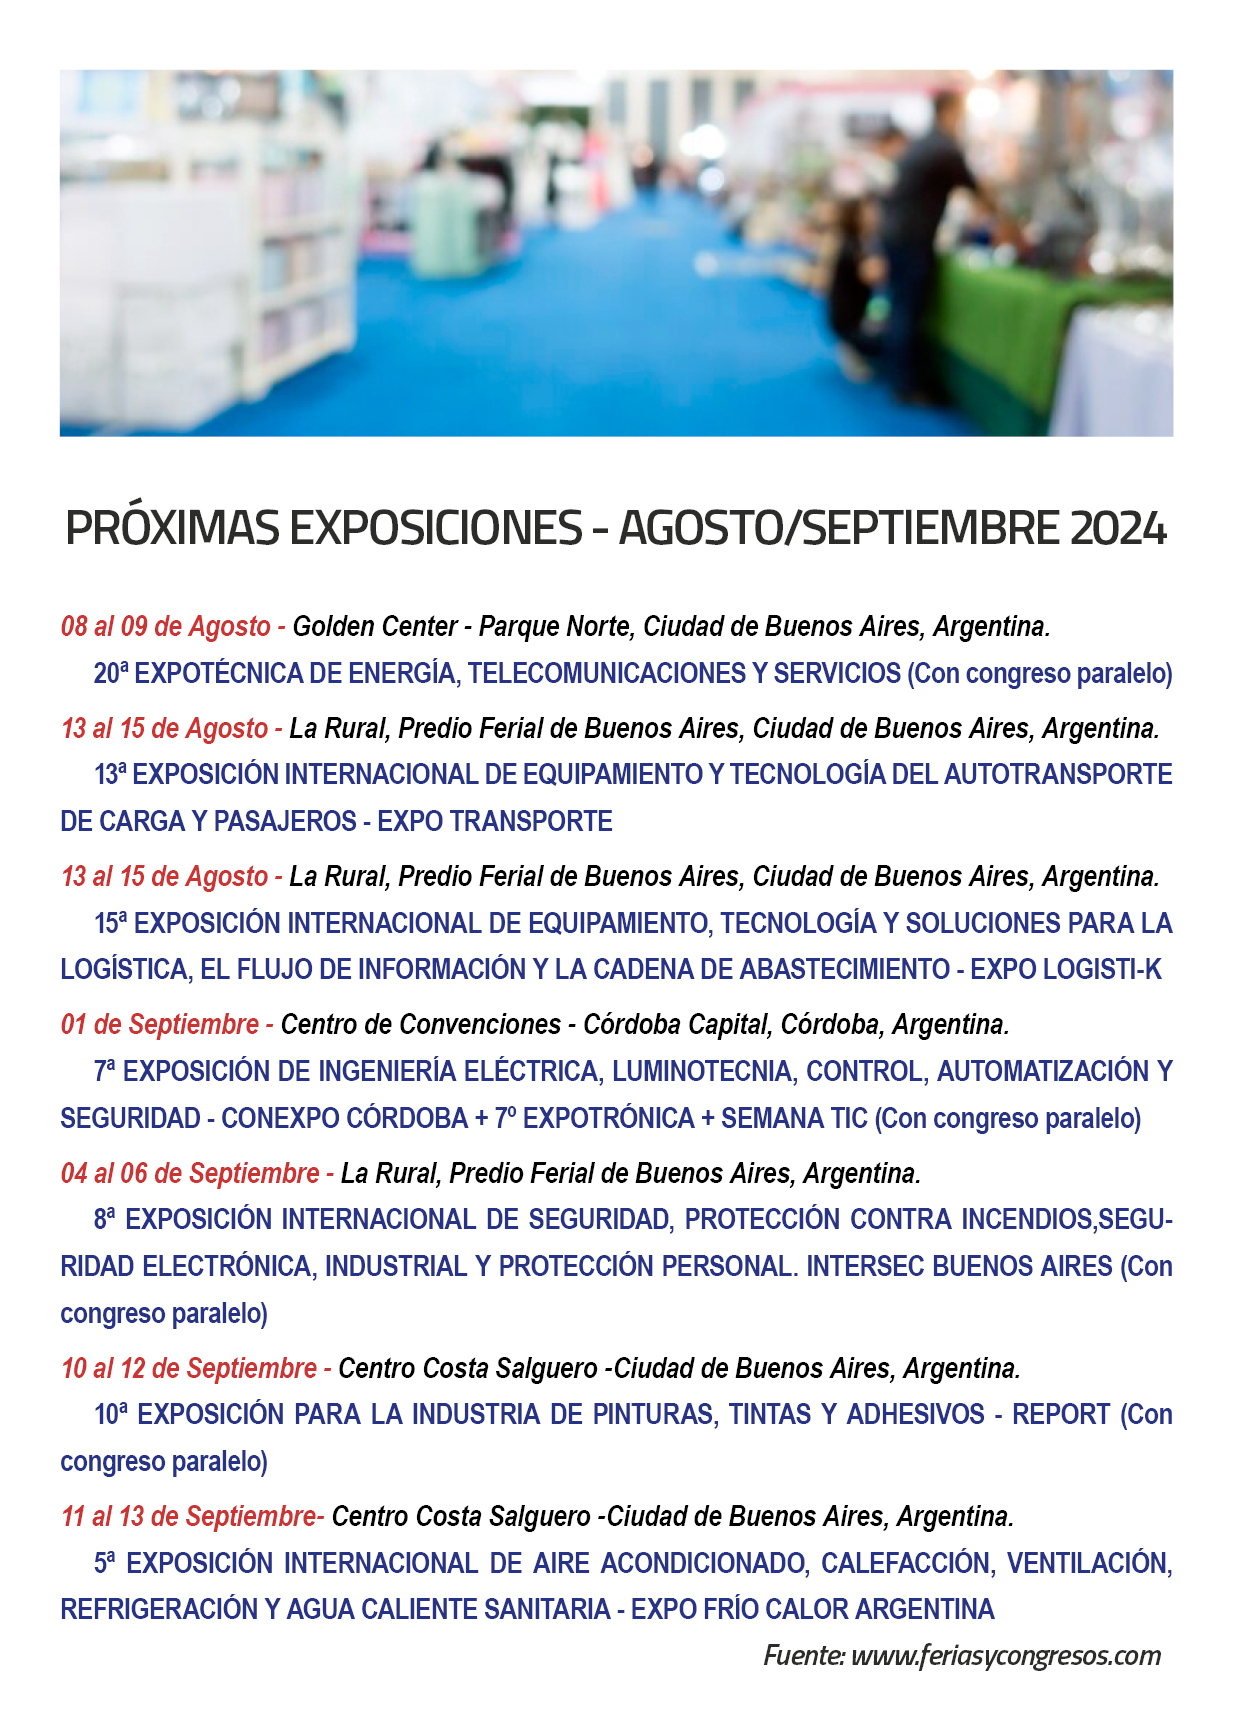 PRÓXIMAS EXPOSICIONES - AGOSTO/SEPTIEMBRE 2024
08 al 09 de Agosto - Golden Center - Parque Norte, Ciudad de Buenos Aires, Argentina.
20ª EXPOTÉCNICA DE ENERGÍA, TELECOMUNICACIONES Y SERVICIOS (Con congreso paralelo)
13 al 15 de Agosto - La Rural, Predio Ferial de Buenos Aires, Ciudad de Buenos Aires, Argentina.
13ª EXPOSICIÓN INTERNACIONAL DE EQUIPAMIENTO Y TECNOLOGÍA DEL AUTOTRANSPORTE
DE CARGA Y PASAJEROS - EXPO TRANSPORTE
13 al 15 de Agosto - La Rural, Predio Ferial de Buenos Aires, Ciudad de Buenos Aires, Argentina.
15ª EXPOSICIÓN INTERNACIONAL DE EQUIPAMIENTO, TECNOLOGÍA Y SOLUCIONES PARA LA
LOGÍSTICA, EL FLUJO DE INFORMACIÓN Y LA CADENA DE ABASTECIMIENTO - EXPO LOGISTI-K
01 de Septiembre - Centro de Convenciones - Córdoba Capital, Córdoba, Argentina.
7ª EXPOSICIÓN DE INGENIERÍA ELÉCTRICA, LUMINOTECNIA, CONTROL, AUTOMATIZACIÓN Y
SEGURIDAD - CONEXPO CÓRDOBA + 7º EXPOTRÓNICA + SEMANA TIC (Con congreso paralelo)
04 al 06 de Septiembre - La Rural, Predio Ferial de Buenos Aires, Argentina.
8ª EXPOSICIÓN INTERNACIONAL DE SEGURIDAD, PROTECCIÓN CONTRA INCENDIOS,SEGU-
RIDAD ELECTRÓNICA, INDUSTRIAL Y PROTECCIÓN PERSONAL. INTERSEC BUENOS AIRES (Con
congreso paralelo)
10 al 12 de Septiembre - Centro Costa Salguero -Ciudad de Buenos Aires, Argentina.
10ª EXPOSICIÓN PARA LA INDUSTRIA DE PINTURAS, TINTAS Y ADHESIVOS - REPORT (Con
congreso paralelo)
11 al 13 de Septiembre- Centro Costa Salguero -Ciudad de Buenos Aires, Argentina.
5ª EXPOSICIÓN INTERNACIONAL DE AIRE ACONDICIONADO, CALEFACCIÓN, VENTILACIÓN,
REFRIGERACIÓN Y AGUA CALIENTE SANITARIA - EXPO FRÍO CALOR ARGENTINA
Fuente: www.feriasycongresos.com